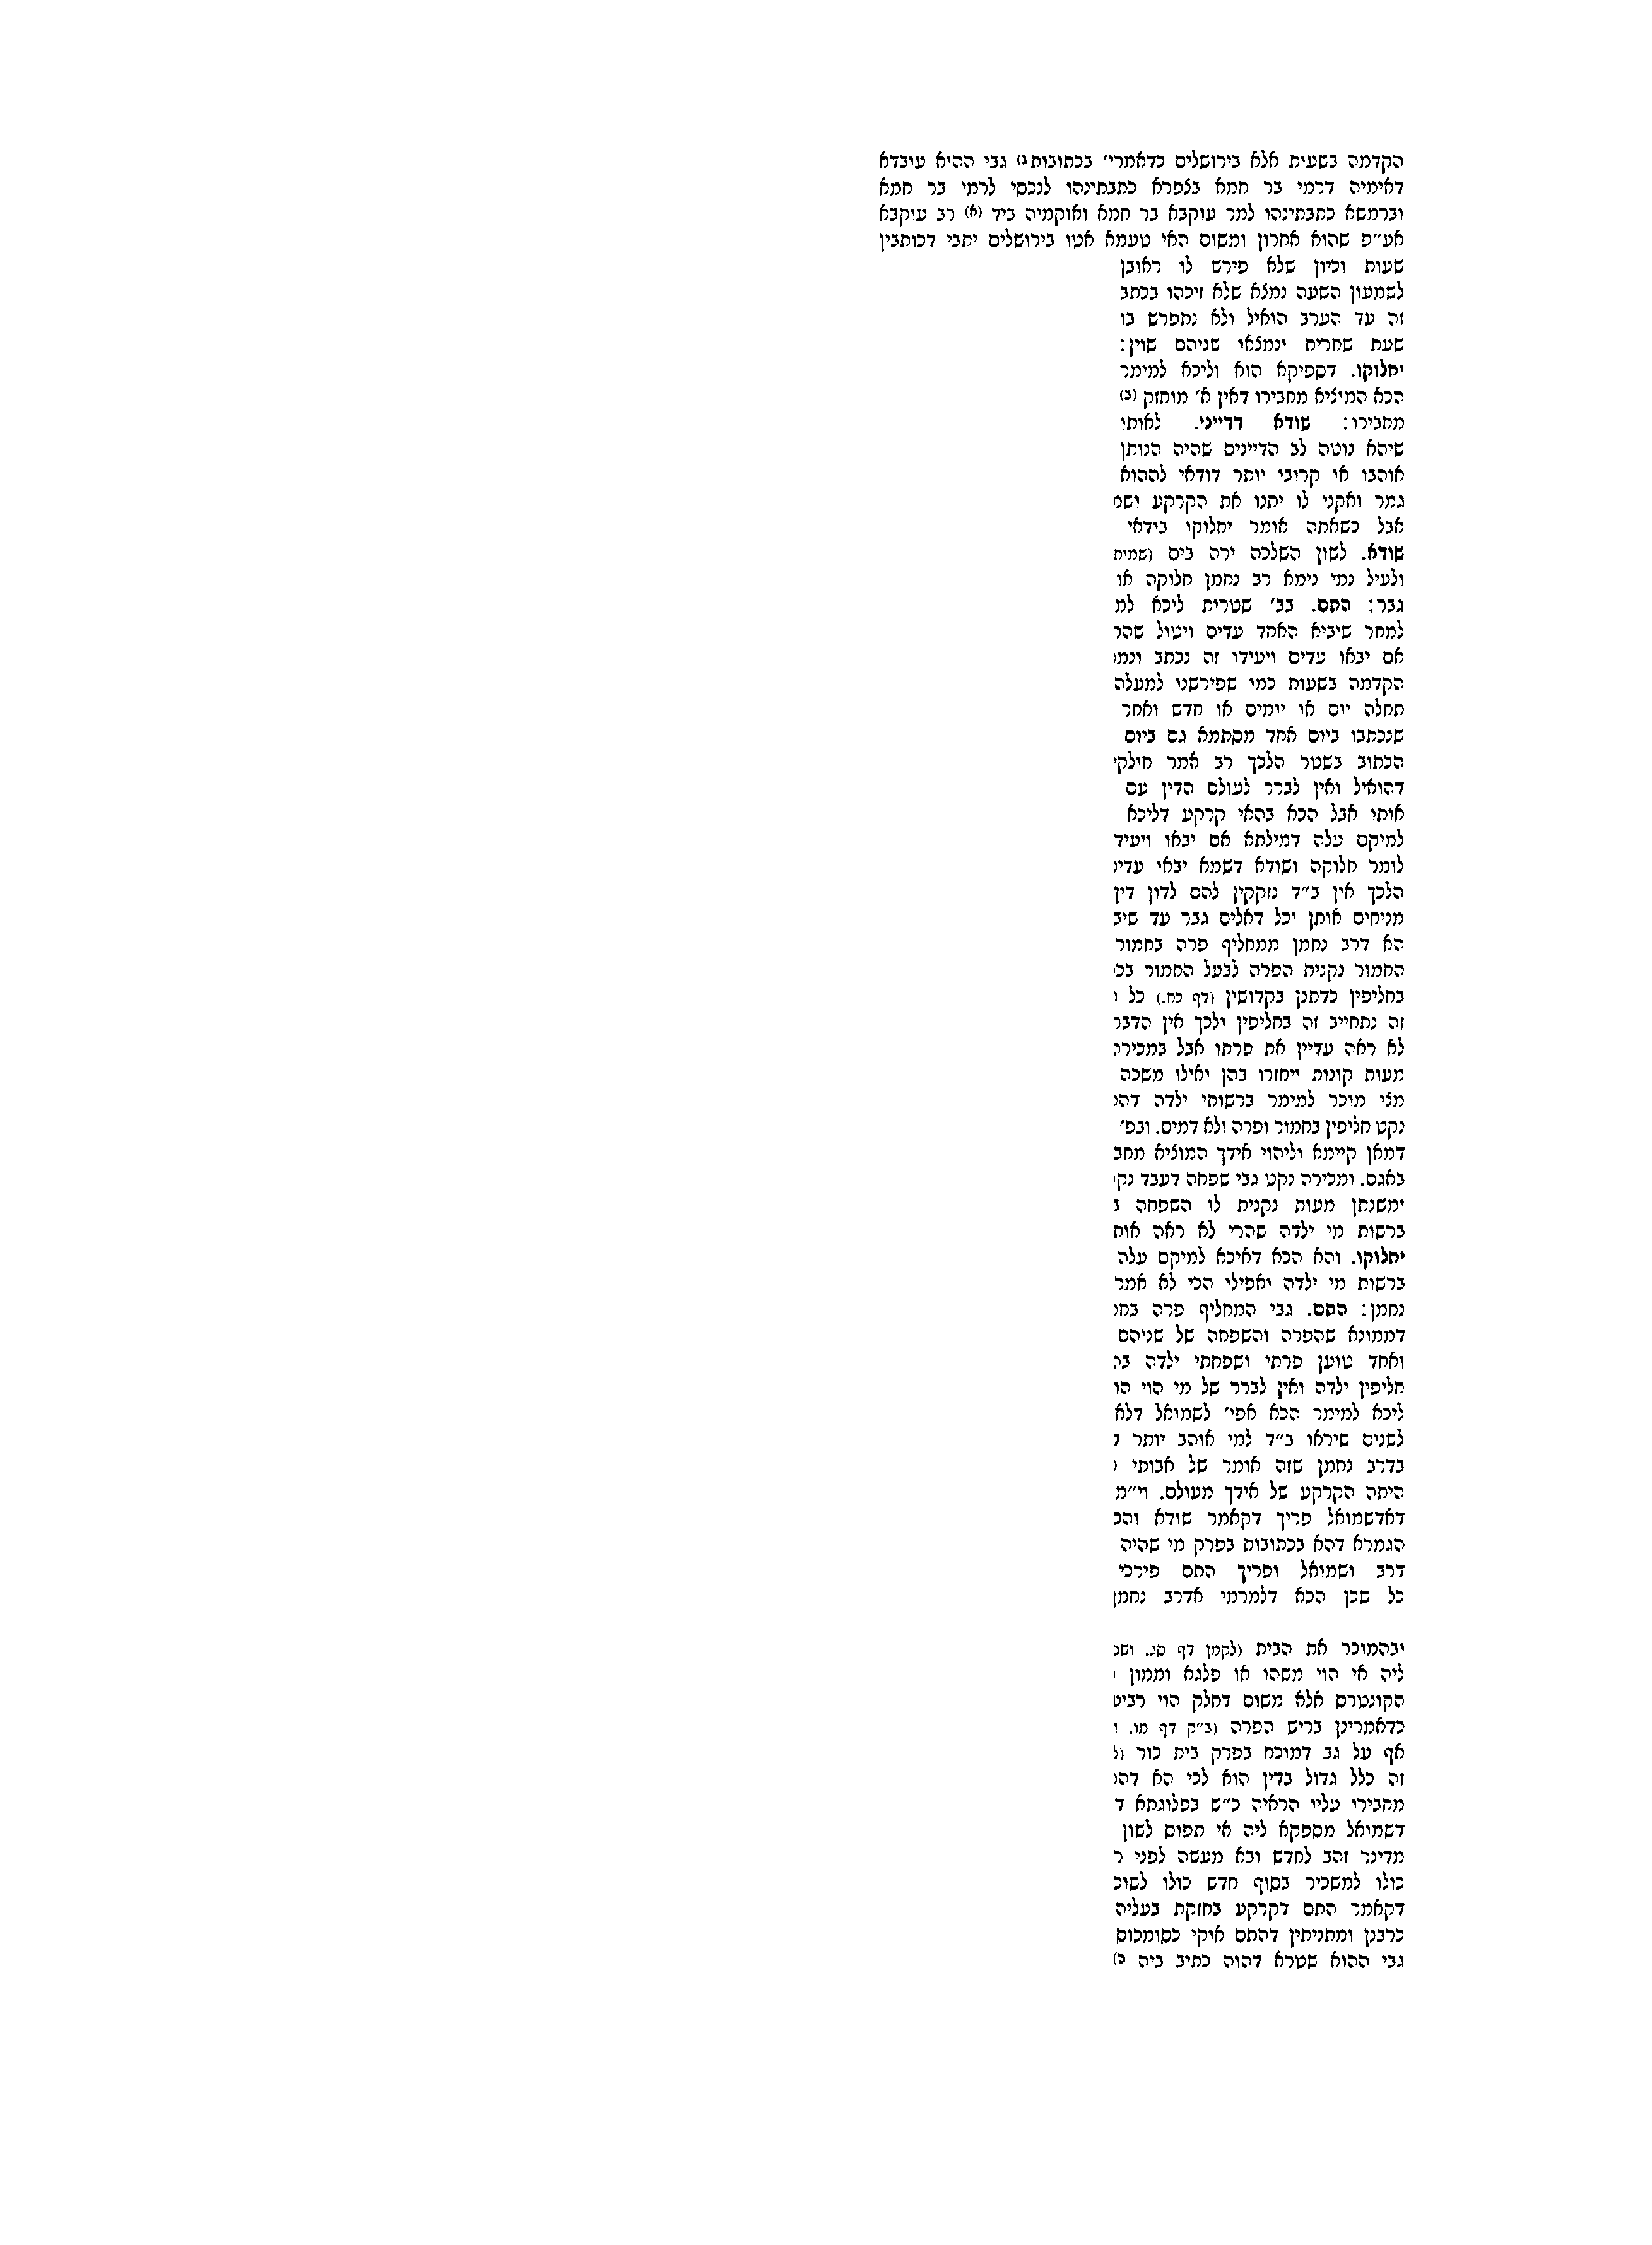 הקדמה בשעות אלא בירושלים כדאמרי׳ בכתובות ג) גבי ההוא עובדא
דאימיה דרמי בר חמא בצפרא כתבתינהו לנכסי לרמי בר חמא
וברמשא כתבתינהו למר עוקבא בר חמא ואוקמיה ביד (א) רב עוקבא
אע״פ שהוא אחרון ומשום האי טעמא אטו בירושלים יתבי דכותבין
שעות וכיון שלא פירש לו ראובן
לשמעון השעה נמצא שלא זיכהו בכתב
זה עד הערב הואיל ולא נתפרש בו
שעת שחרית ונמצאו שניהם שוין:
יחלוקו. דספיקא הוא וליכא למימר
הכא המוציא מחבירו דאין א׳ מוחזק (ב)
מחבירו: שודא דדייני. לאותו
שיהא נוטה לב הדיינים שהיה הנותן
אוהבו או קרובו יותר דודאי לההוא
גמר ואקני לו יתנו את הקרקע ושמ
אבל כשאתה אומר יחלוקו בודאי
שודא. לשון השלכה ירה בים (שמות
ולעיל נמי נימא רב נחמן חלוקה או
גבר: התם. בב׳ שטרות ליכא למ
למחר שיביא האחד עדים ויטול שהר
אם יבאו עדים ויעידו זה נכתב ונמ
הקדמה בשעות כמו שפירשנו למעלה
תחלה יום או יומים או חדש ואחר
שנכתבו ביום אחד מסתמא גם ביום
הכתוב בשטר הלכך רב אמר חולקי
דהואיל ואין לברר לעולם הדין עם
אותו אבל הכא בהאי קרקע דליכא
למיקם עלה דמילתא אם יבאו ויעיד
לומר חלוקה ושודא דשמא יבאו עדי
הלכך אין ב״ד נזקקין להם לדון דין
מניחים אותן וכל דאלים גבר עד שיב
הא דרב נחמן ממחליף פרה בחמור
החמור נקנית הפרה לבעל החמור בכ
בחליפין כדתנן בקדושין (דף כח.) כל
זה נתחייב זה בחליפין ולכך אין הדבר
לא ראה עדיין את פרתו אבל במכירה
מעות קונות ויחזרו בהן ואילו משכה
מצי מוכר למימר ברשותי ילדה דה
נקט חליפין בחמור ופרה ולא דמים. ובפ׳
דמאן קיימא וליהוי אידך המוציא מחב
באגם. ומכירה נקט גבי שפחה דעבד נק
ומשנתן מעות נקנית לו השפחה ב
ברשות מי ילדה שהרי לא ראה אות
יחלוקו. והא הכא דאיכא למיקם עלה
ברשות מי ילדה ואפילו הכי לא אמר
נחמן: התם. גבי המחליף פרה בחמ
דממונא שהפרה והשפחה של שניהם
ואחד טוען פרתי ושפחתי ילדה בר
חליפין ילדה ואין לברר של מי הוי הו
ליכא למימר הכא אפי׳ לשמואל דלא
לשנים שיראו ב״ד למי אוהב יותר ד
בדרב נחמן שזה אומר של אבותי
היתה הקרקע של אידך מעולם. וי״מ
דאדשמואל פריך דקאמר שודא והכ
הגמרא דהא בכתובות בפרק מי שהיה
דרב ושמואל ופריך התם פירכי
כל שכן הכא דלמרמי אדרב נחמן
ובהמוכר את הבית (לקמן דף סג. ושם
ליה אי הוי משהו או פלגא וממון
הקונטרס אלא משום דחלק הוי רביע
כדאמרינן בריש הפרה (ב״ק דף מו.
אף על גב דמוכח בפרק בית כור (ל
זה כלל גדול בדין הוא לכי הא דה
מחבירו עליו הראיה כ״ש בפלוגתא ד
דשמואל מספקא ליה אי תפוס לשון
מדינר זהב לחדש ובא מעשה לפני ר
כולו למשכיר בסוף חדש כולו לשוכ
דקאמר התם דקרקע בחזקת בעליה
כרבנן ומתניתין דהתם אוקי כסומכוס
גבי ההוא שטרא דהוה כתיב ביה ה)